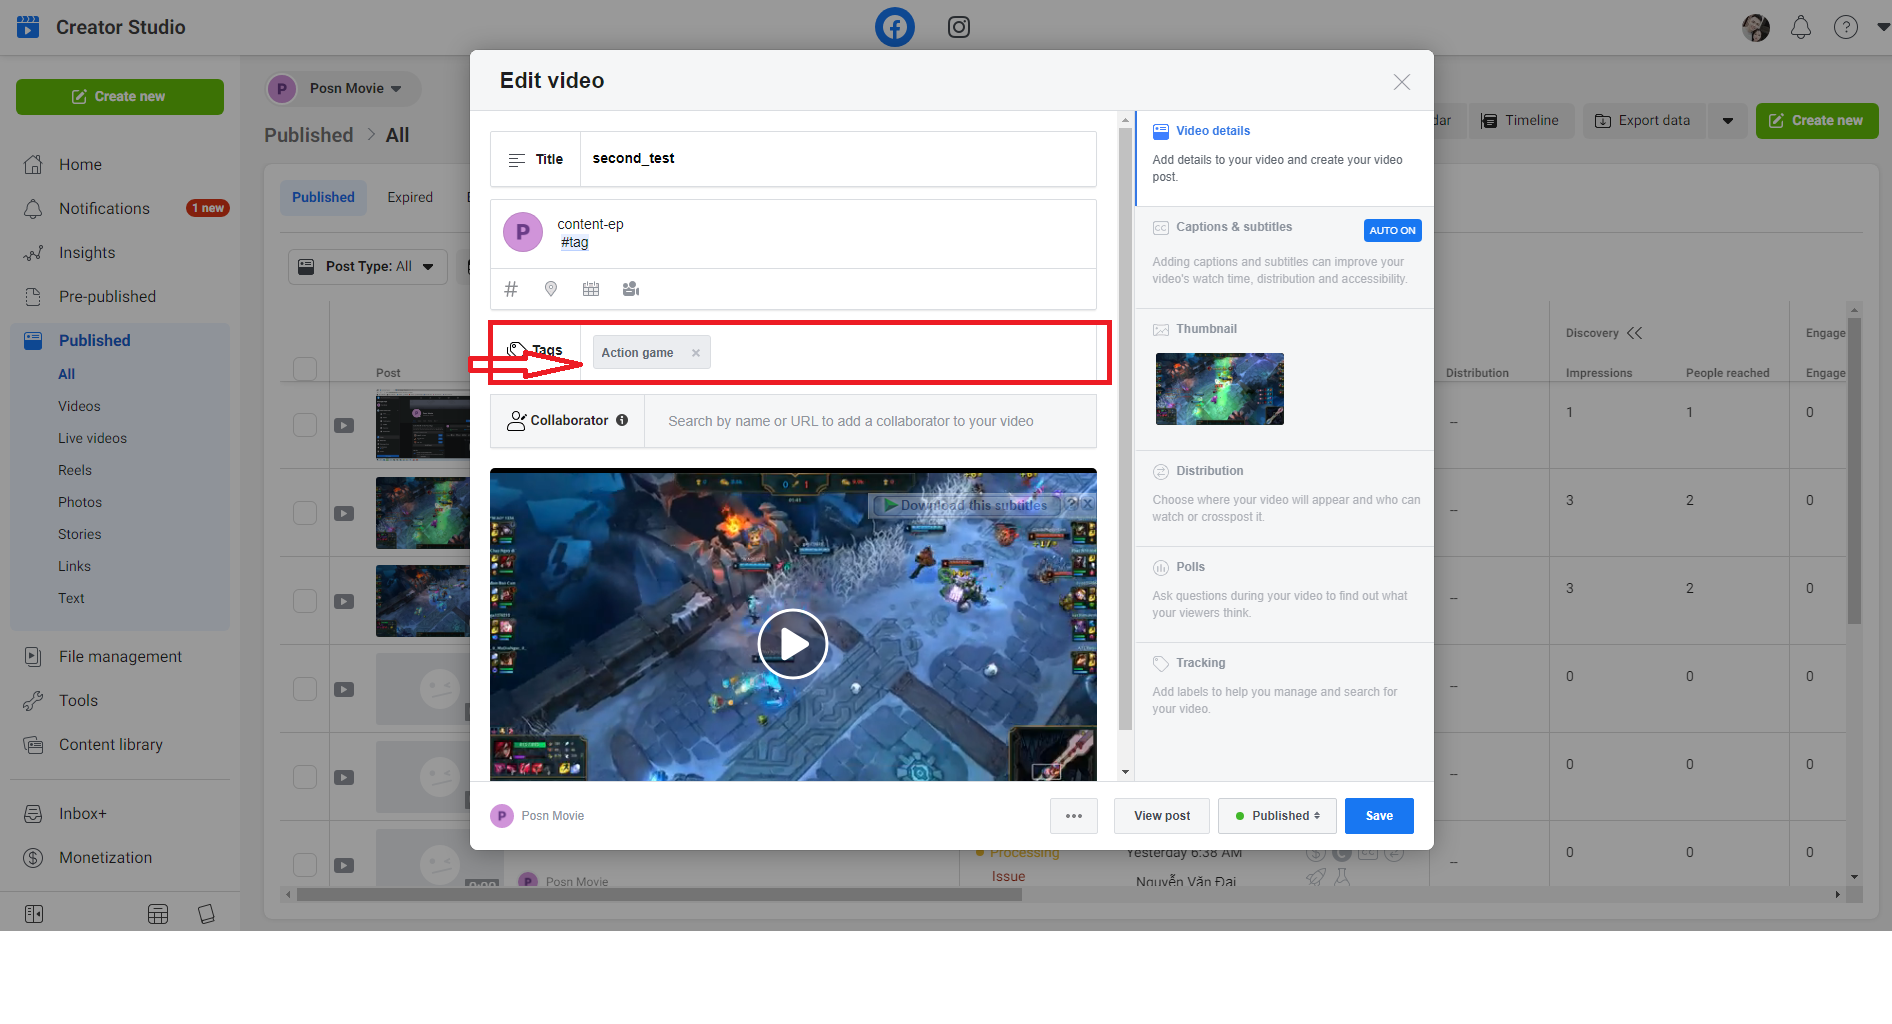 Creator Studio
Create new
Posn Movie
Published > All
Home
Notifications
1 new
Insights
Pre-published
Published
All
Videos
Live videos
Reels
Photos
Stories
Links
Text
File management
Tools
Content library
Inbox+
Monetization
Published
Expired
Post Type: All
Post
Edit video
Title
second_test
P
content-ep
#tag
Tags
Action game
Collaborator
Search by name or URL to add a collaborator to your video
Download this subtitles
Posn Movie
View post
Published
Save
Video details
Add details to your video and create your video
post.
Captions & subtitles
AUTO ON
Adding captions and subtitles can improve your
video's watch time, distribution and accessibility.
Thumbnail
Distribution
Choose where your video will appear and who can
watch or crosspost it.
Polls
Ask questions during your video to find out what
your viewers think.
Tracking
Add labels to help you manage and search for
your video.
dar
Timeline
Export data
Create new
Discovery
Engage
Distribution
Impressions
People reached
Engage
-- 1 1 0
-- 3 2 0
-- 3 2 0
-- 0 0 0
-- 0 0 0
-- 0 0 0
Processing
Yesterday 6:38 AM
Posn Movie
Issue
Nguyễn Văn Đại